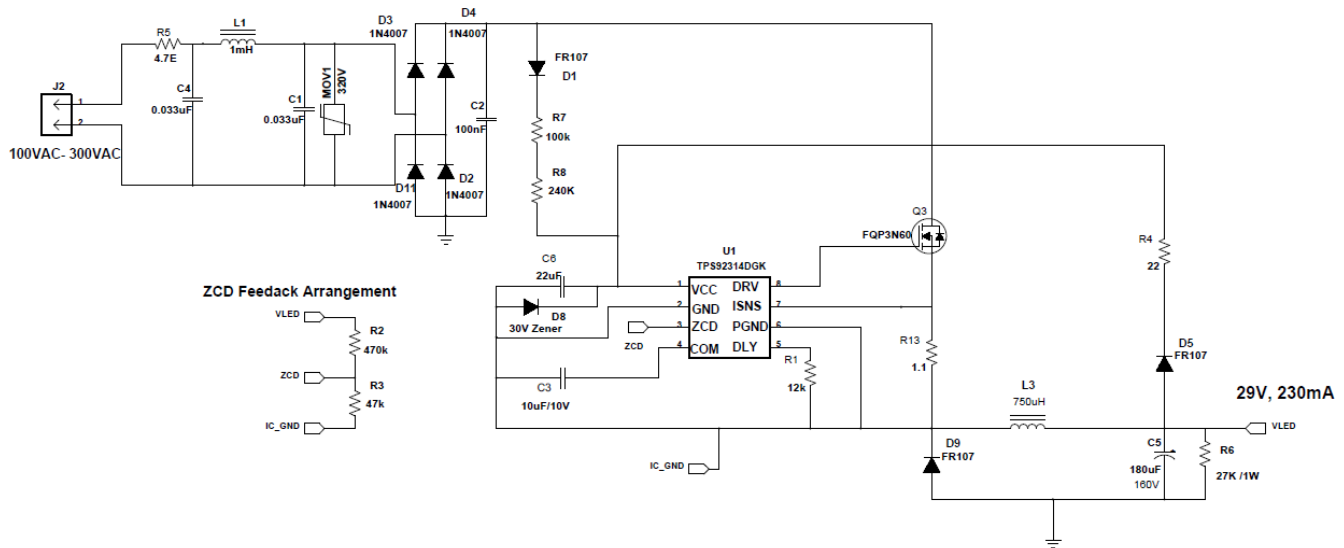 D3
1N4007
D4
1N4007
R5
4.7E
L1
1mH
J2
1
2
100VAC- 300VAC
C4
0.033uF
C1
0.033uF
MOV1
320V
C2
100nF
D11
1N4007
D2
1N4007
FR107
D1
R7
100k
R8
240K
Q3
FQP3N60
R4
22
U1
TPS92314DGK
VCC
GND
ZCD
COM
DRV
ISNS
PGND
DLY
1
2
3
4
8
7
6
5
C6
22uF
D8
30V Zener
ZCD
C3
10uF/10V
R1
12k
R13
1.1
D5
FR107
L3
750uH
29V, 230mA
VLED
D9
FR107
C5
180uF
160V
R6
27K /1W
IC_GND
ZCD Feedack Arrangement
VLED
R2
470k
ZCD
R3
47k
IC_GND